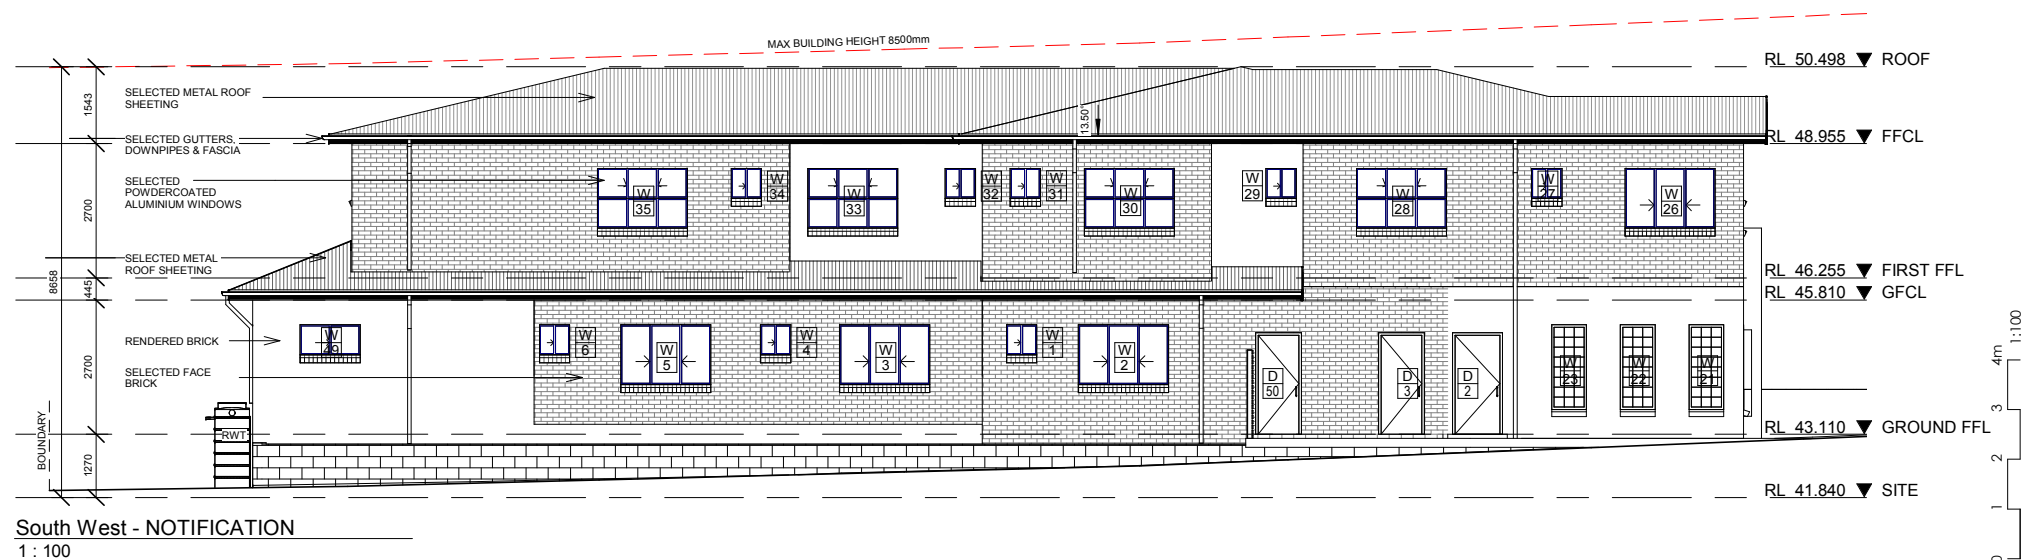 MAX BUILDING HEIGHT 8500mm
RL 50.498 ROOF
SELECTED METAL ROOF
SHEETING
1543
13.50°
SELECTED GUTTERS,
DOWNPIPES & FASCIA
RL 48.955 FFCL
SELECTED
POWDERCOATED
ALUMINIUM WINDOWS
2700
W
35
W
34
W
33
W
32
W
31
W
30
W
29
W
28
W
27
W
26
SELECTED METAL
ROOF SHEETING
8658
445
RL 46.255 FIRST FFL
RL 45.810 GFCL
RENDERED BRICK
SELECTED FACE
BRICK
2700
W
49
W
6
W
5
W
4
W
3
W
1
W
2
D
50
D
3
D
2
W
23
W
22
W
21
1:100
4m
3
2
1
0
BOUNDARY
RWT
RL 43.110 GROUND FFL
1270
RL 41.840 SITE
South West - NOTIFICATION
1 : 100